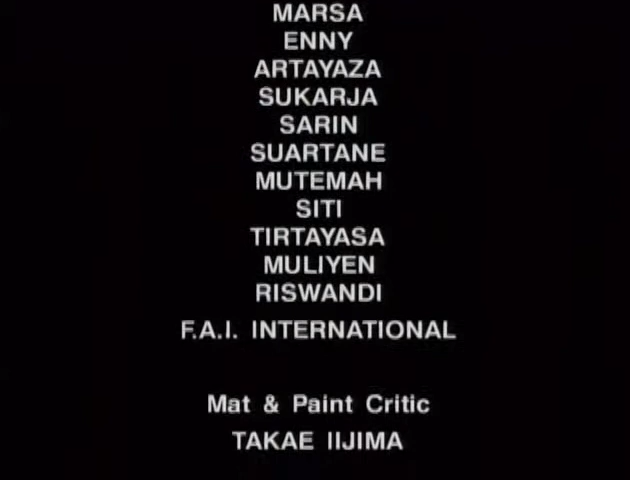 MARSA
ENNY
ARTAYAZA
SUKARJA
SARIN
SUARTANE
MUTEMAH
SITI
TIRTAYASA
MULIYEN
RISWANDI
F.A.I. INTERNATIONAL
Mat & Paint Critic
TAKAE IIJIMA